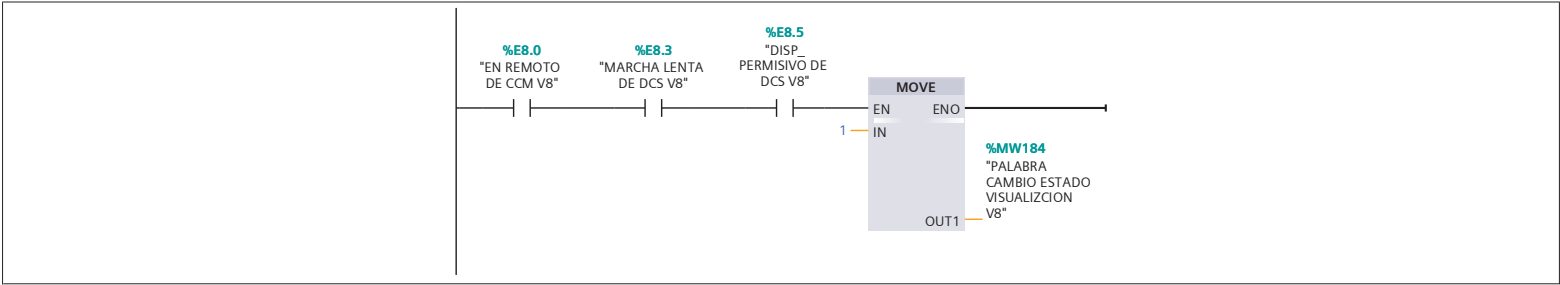 %E8.0
"EN REMOTO
DE CCM V8"
%E8.3
"MARCHA LENTA
DE DCS V8"
%E8.5
"DISP_
PERMISIVO DE
DCS V8"
MOVE
EN
ENO
1
IN
%MW184
"PALABRA
CAMBIO ESTADO
VISUALIZCION
V8"
OUT1